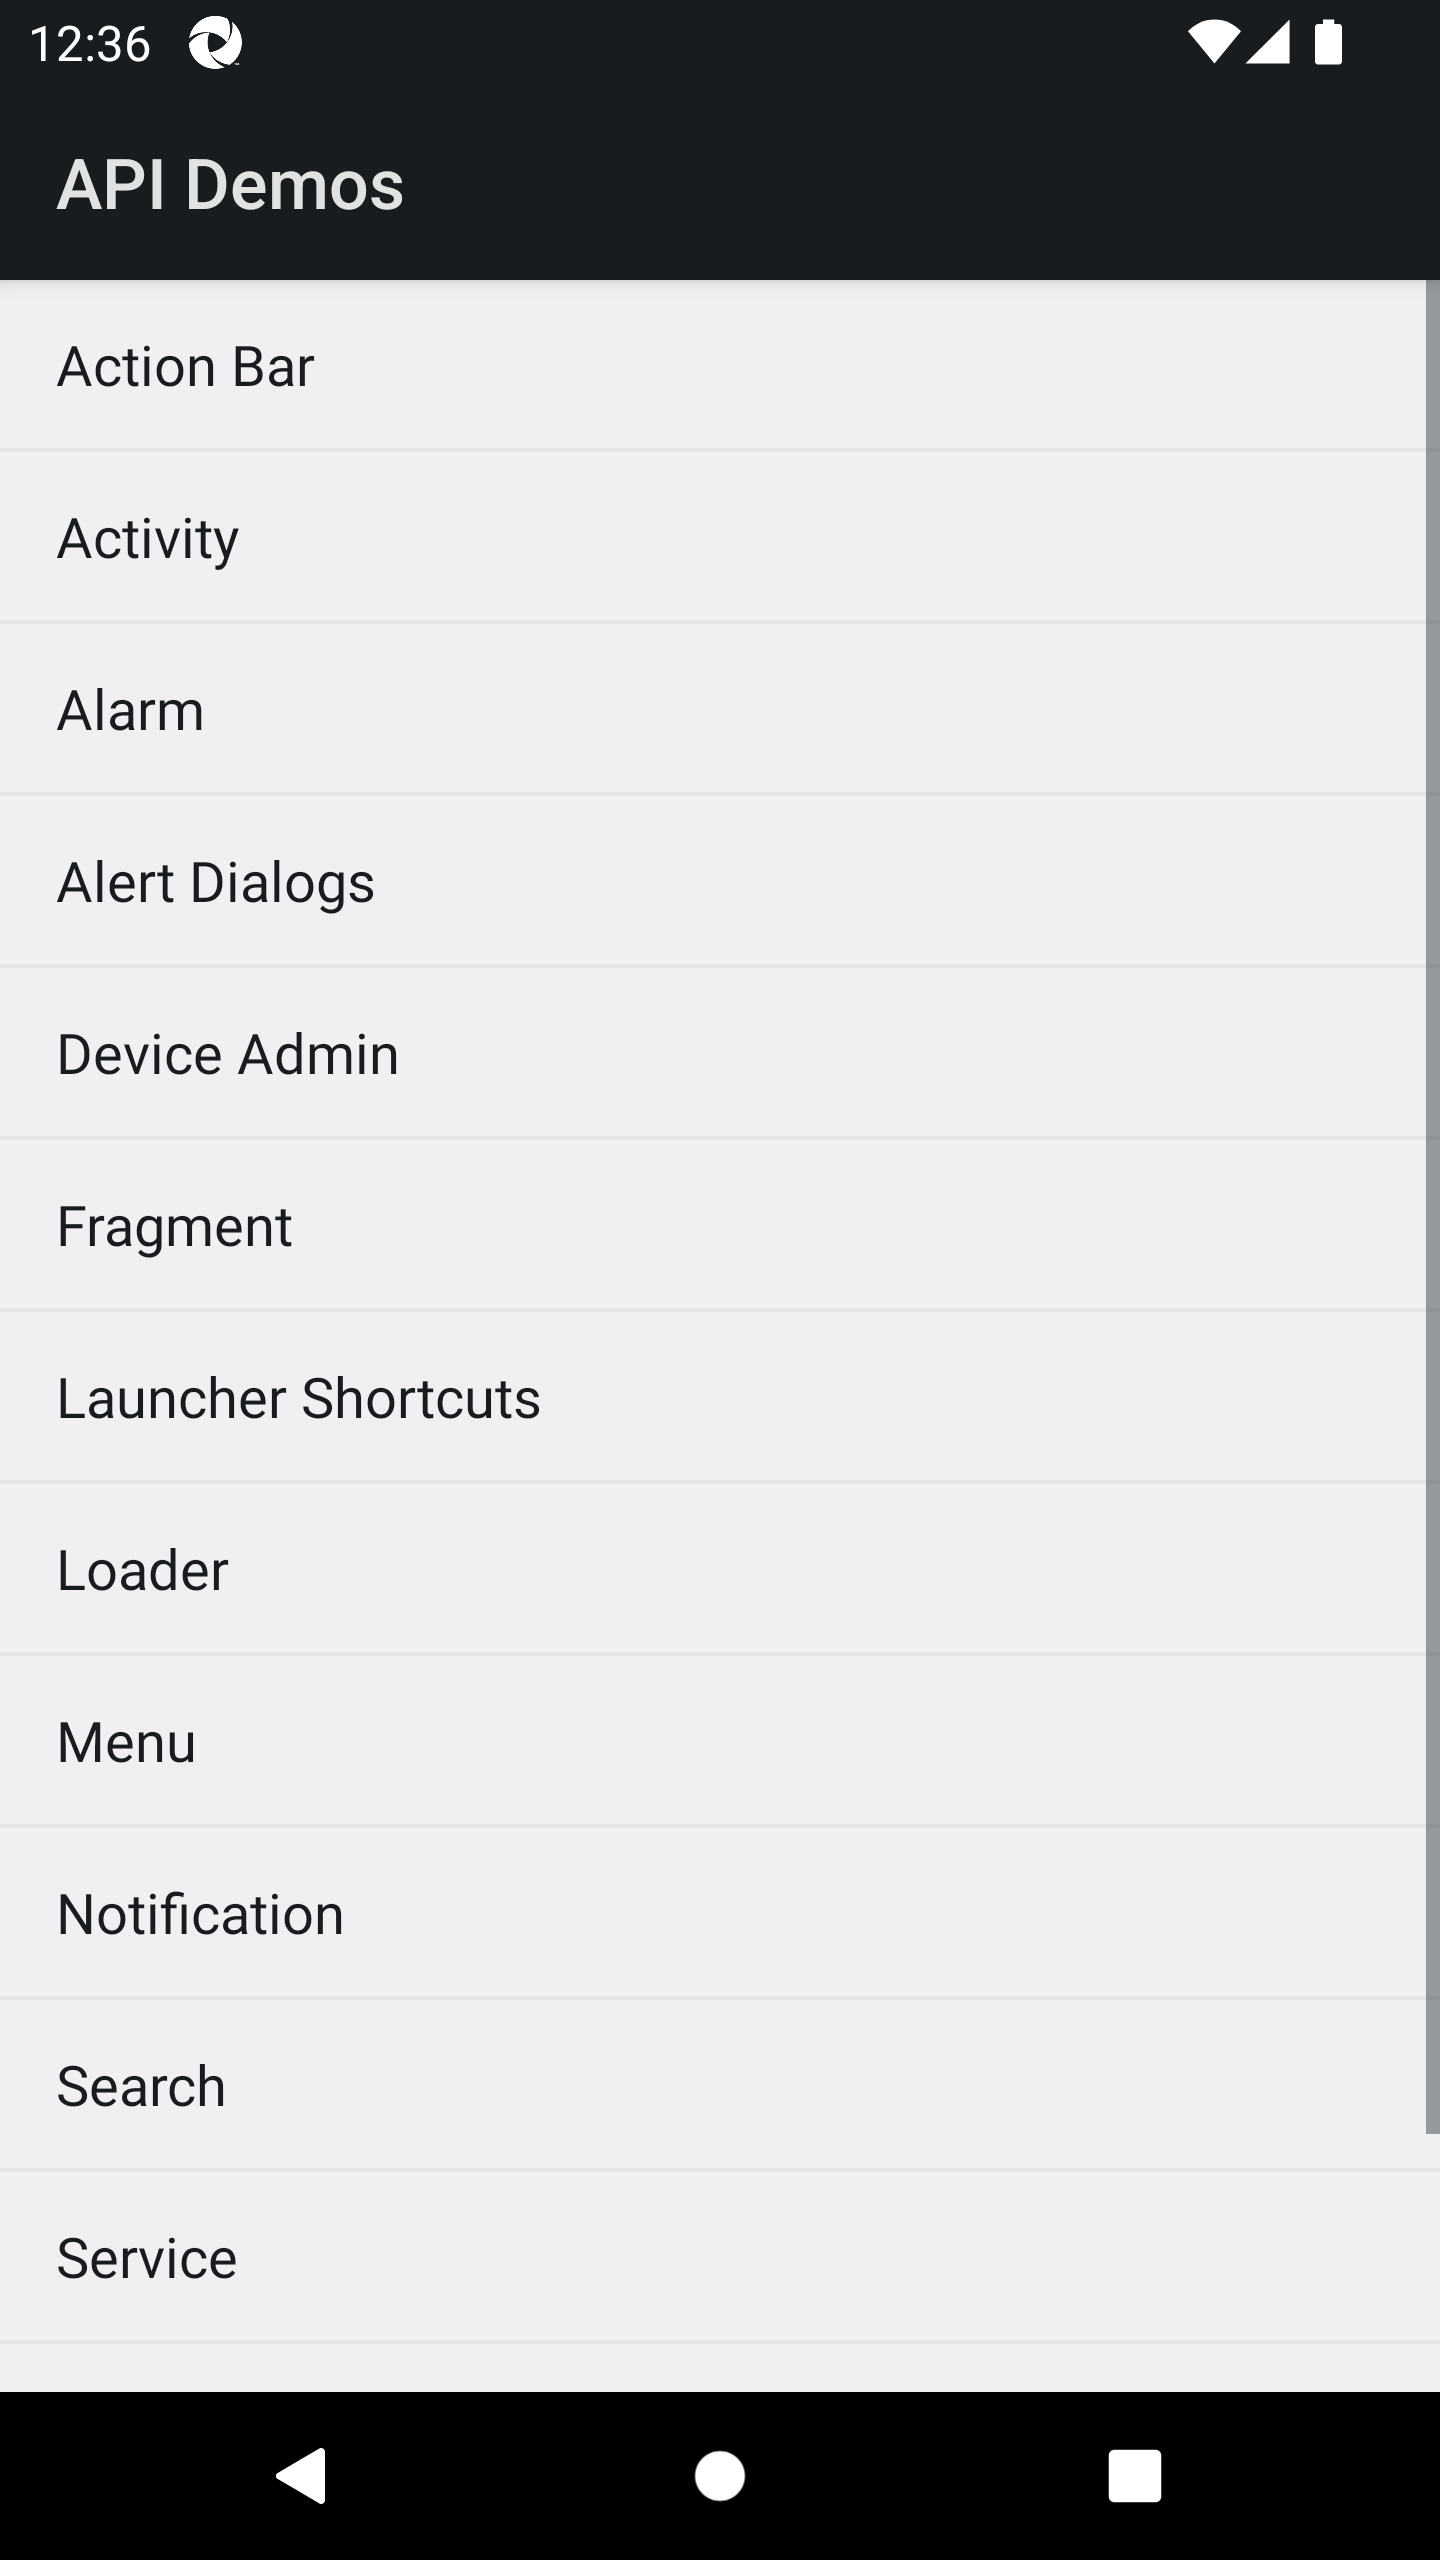 12:36
API Demos
Action Bar
Activity
Alarm
Alert Dialogs
Device Admin
Fragment
Launcher Shortcuts
Loader
Menu
Notification
Search
Service